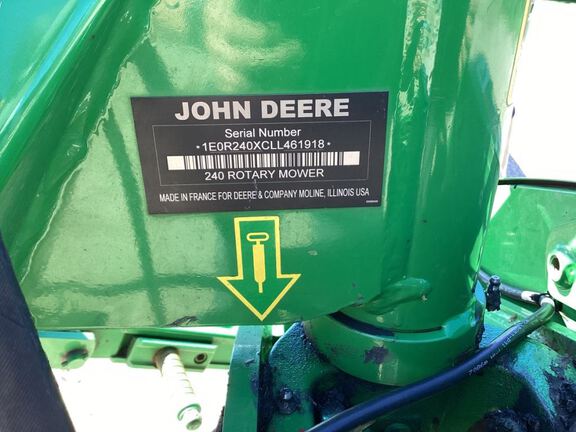 JOHN DEERE
Serial Number
*1E0R240XCLL461918*
240 ROTARY MOWER
MADE IN FRANCE FOR DEERE & COMPANY MOLINE, ILLINOIS USA